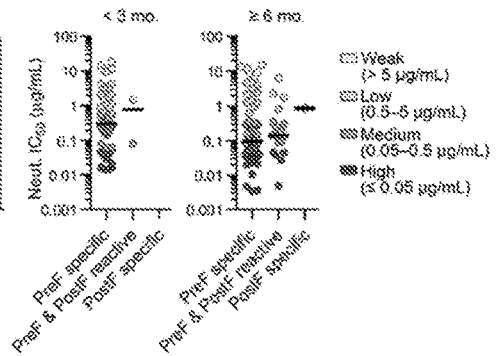 < 3 mo.
≥ 6 mo.
Neut. (IC₅₀) (µg/mL)
100
10
1
0.1
0.01
0.001
PreF specific
PreF & PostF reactive
PostF specific
100
10
1
0.1
0.01
0.001
PreF specific
PreF & PostF reactive
PostF specific
Weak
(> 5 µg/mL)
Low
(0.5–5 µg/mL)
Medium
(0.05–0.5 µg/mL)
High
(≤ 0.05 µg/mL)